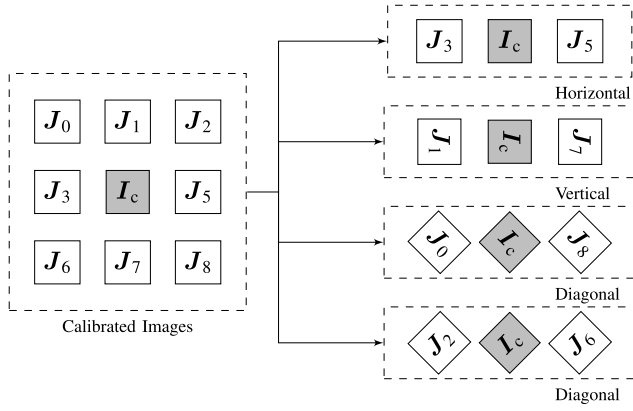 J0 J1 J2
J3 Ic J5
J6 J7 J8
Calibrated Images
J3 Ic J5
Horizontal
J1 Ic J7
Vertical
J0 Ic J8
Diagonal
J2 Ic J6
Diagonal